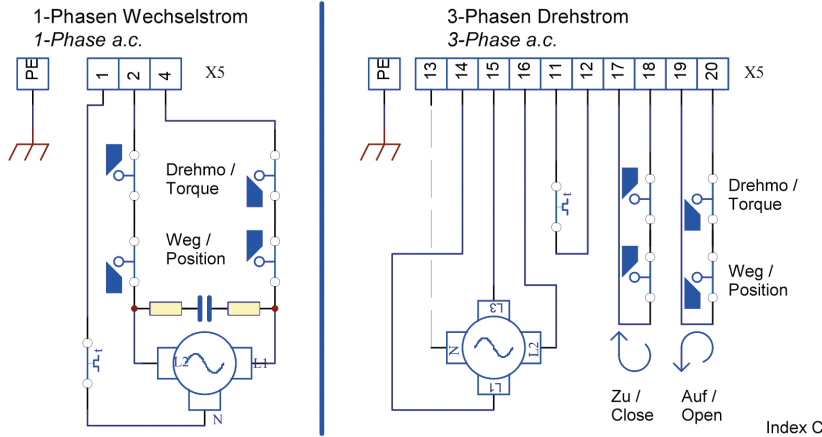 1-Phasen Wechselstrom
1-Phase a.c.
PE
1 2 4
X5
Drehmo /
Torque
Weg /
Position
t
L2
L1
N
3-Phasen Drehstrom
3-Phase a.c.
PE
13 14 15 16 11 12 17 18 19 20
X5
t
Drehmo /
Torque
Weg /
Position
L3
N
L2
L1
Zu /
Close
Auf /
Open
Index C